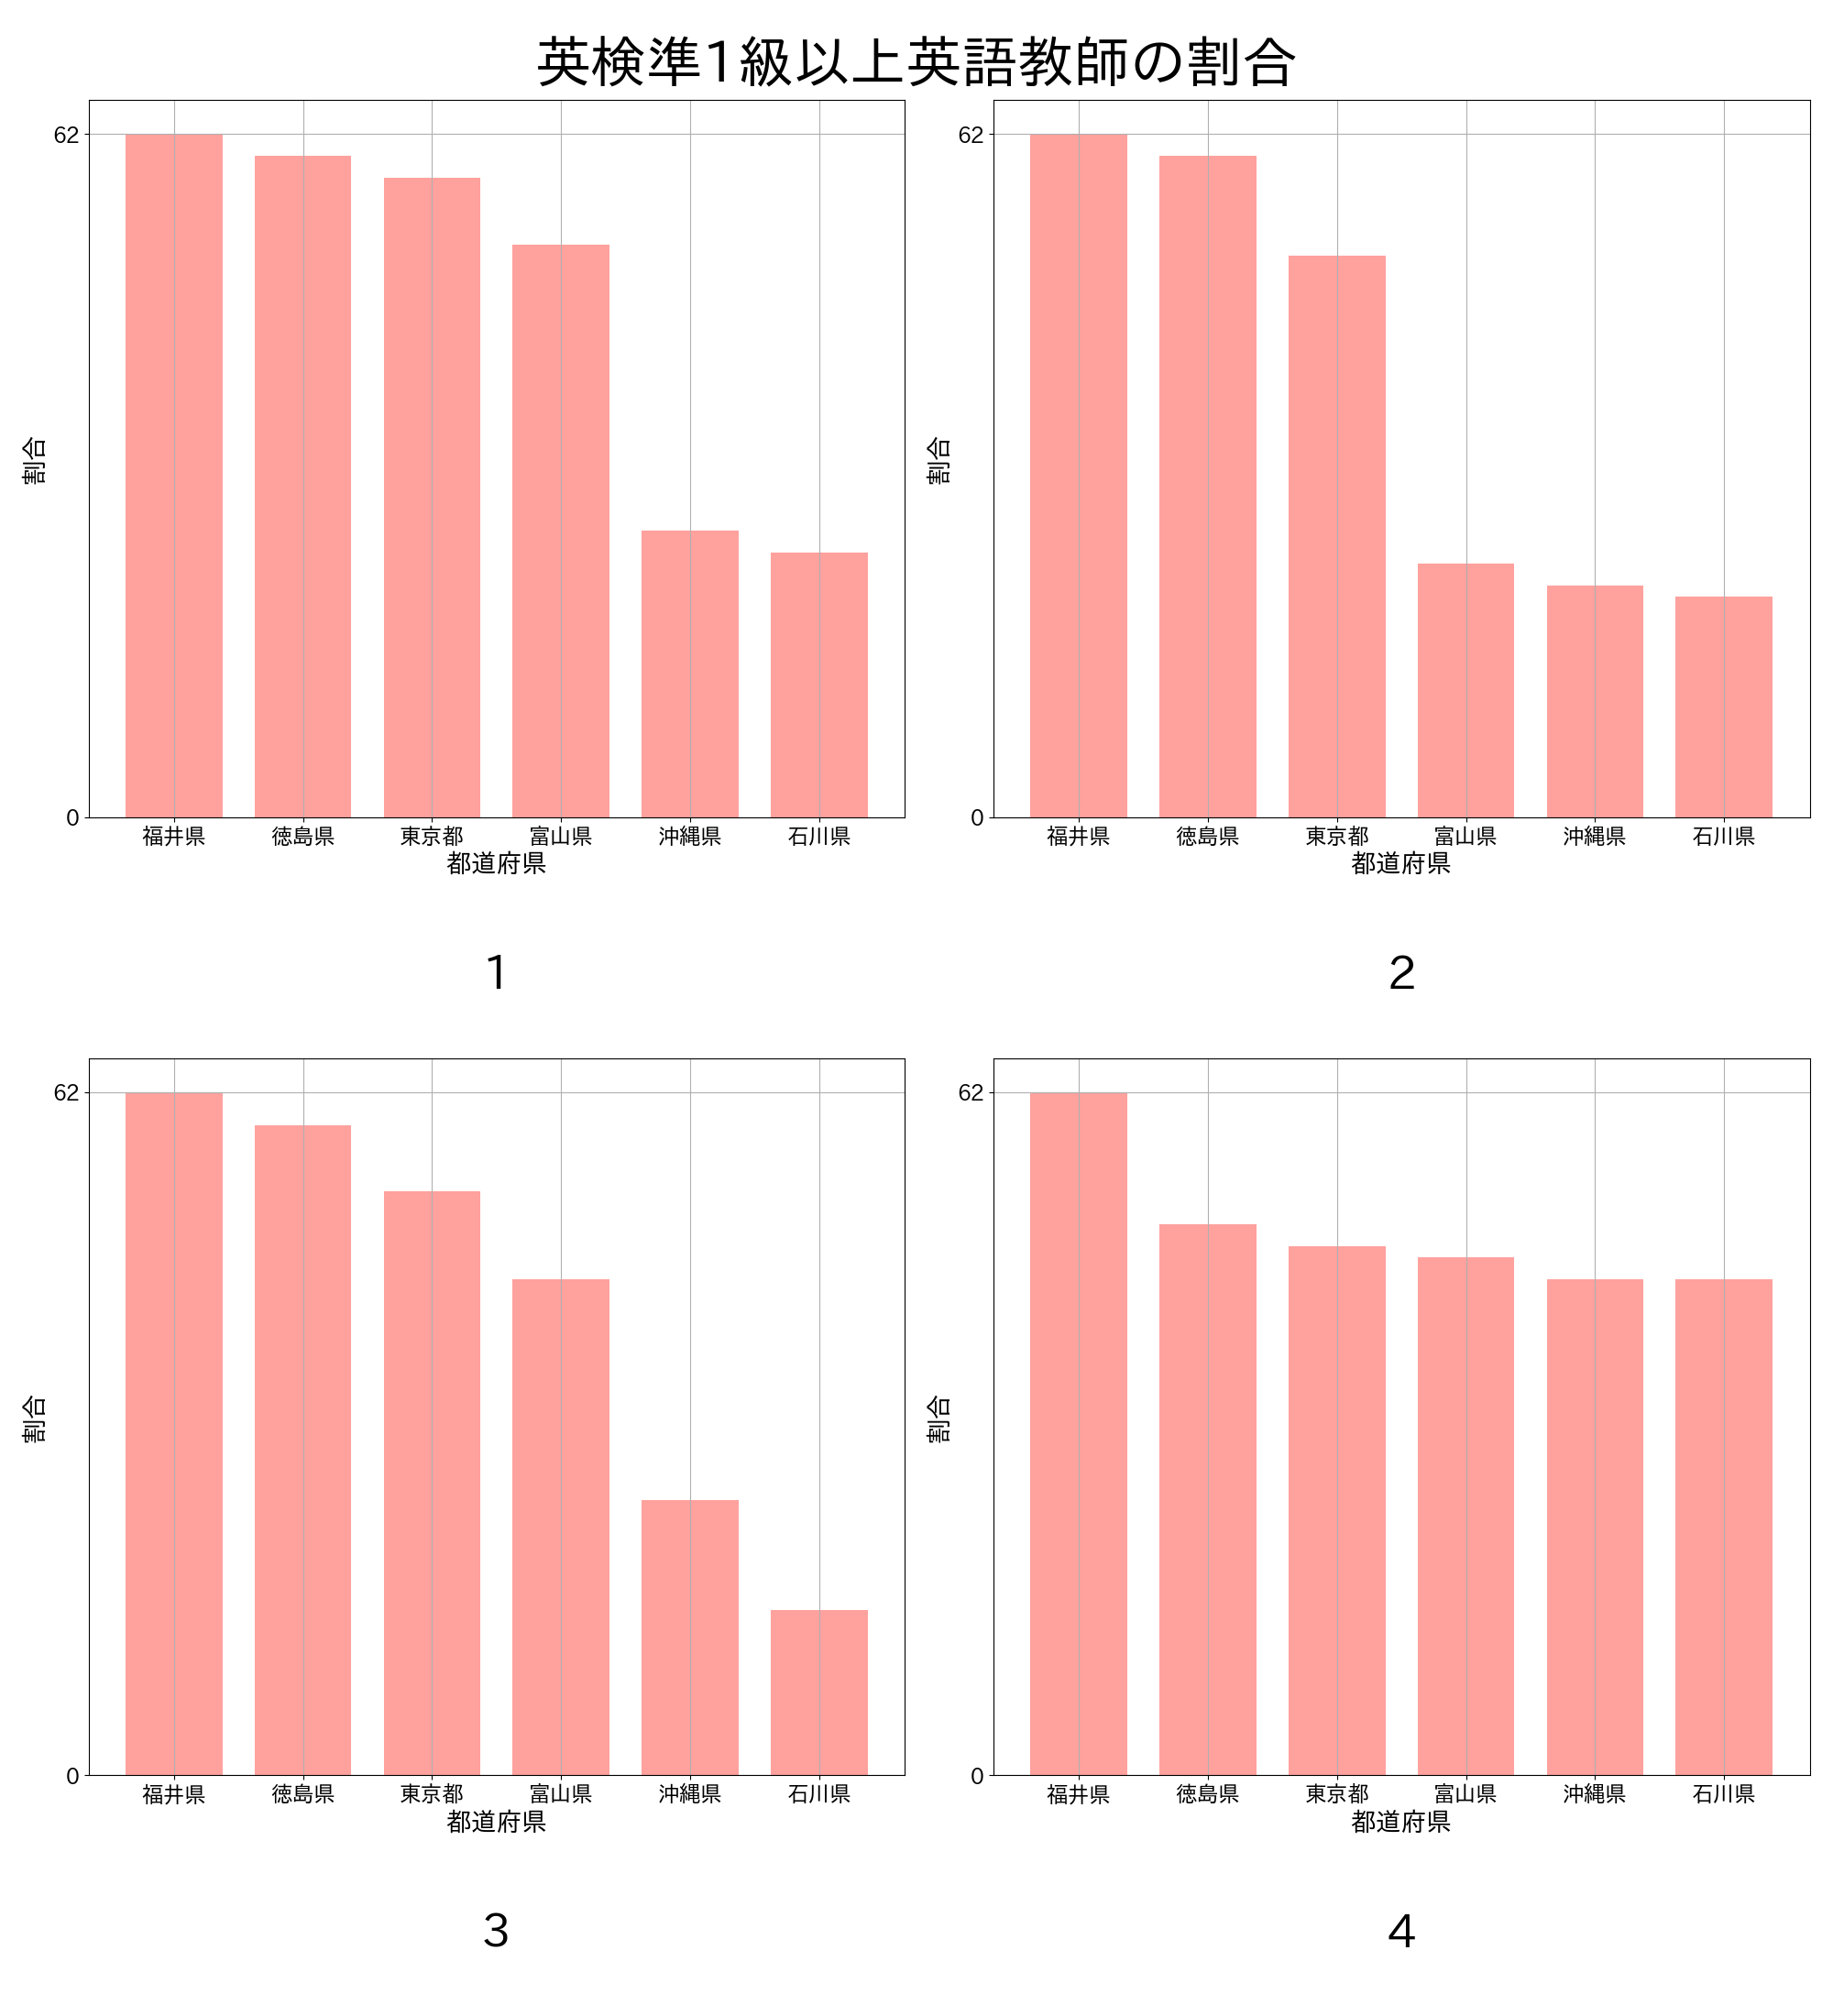 英検準1級以上英語教師の割合
62
割合
0
福井県 徳島県 東京都 富山県 沖縄県 石川県
都道府県
1
62
割合
0
福井県 徳島県 東京都 富山県 沖縄県 石川県
都道府県
2
62
割合
0
福井県 徳島県 東京都 富山県 沖縄県 石川県
都道府県
3
62
割合
0
福井県 徳島県 東京都 富山県 沖縄県 石川県
都道府県
4